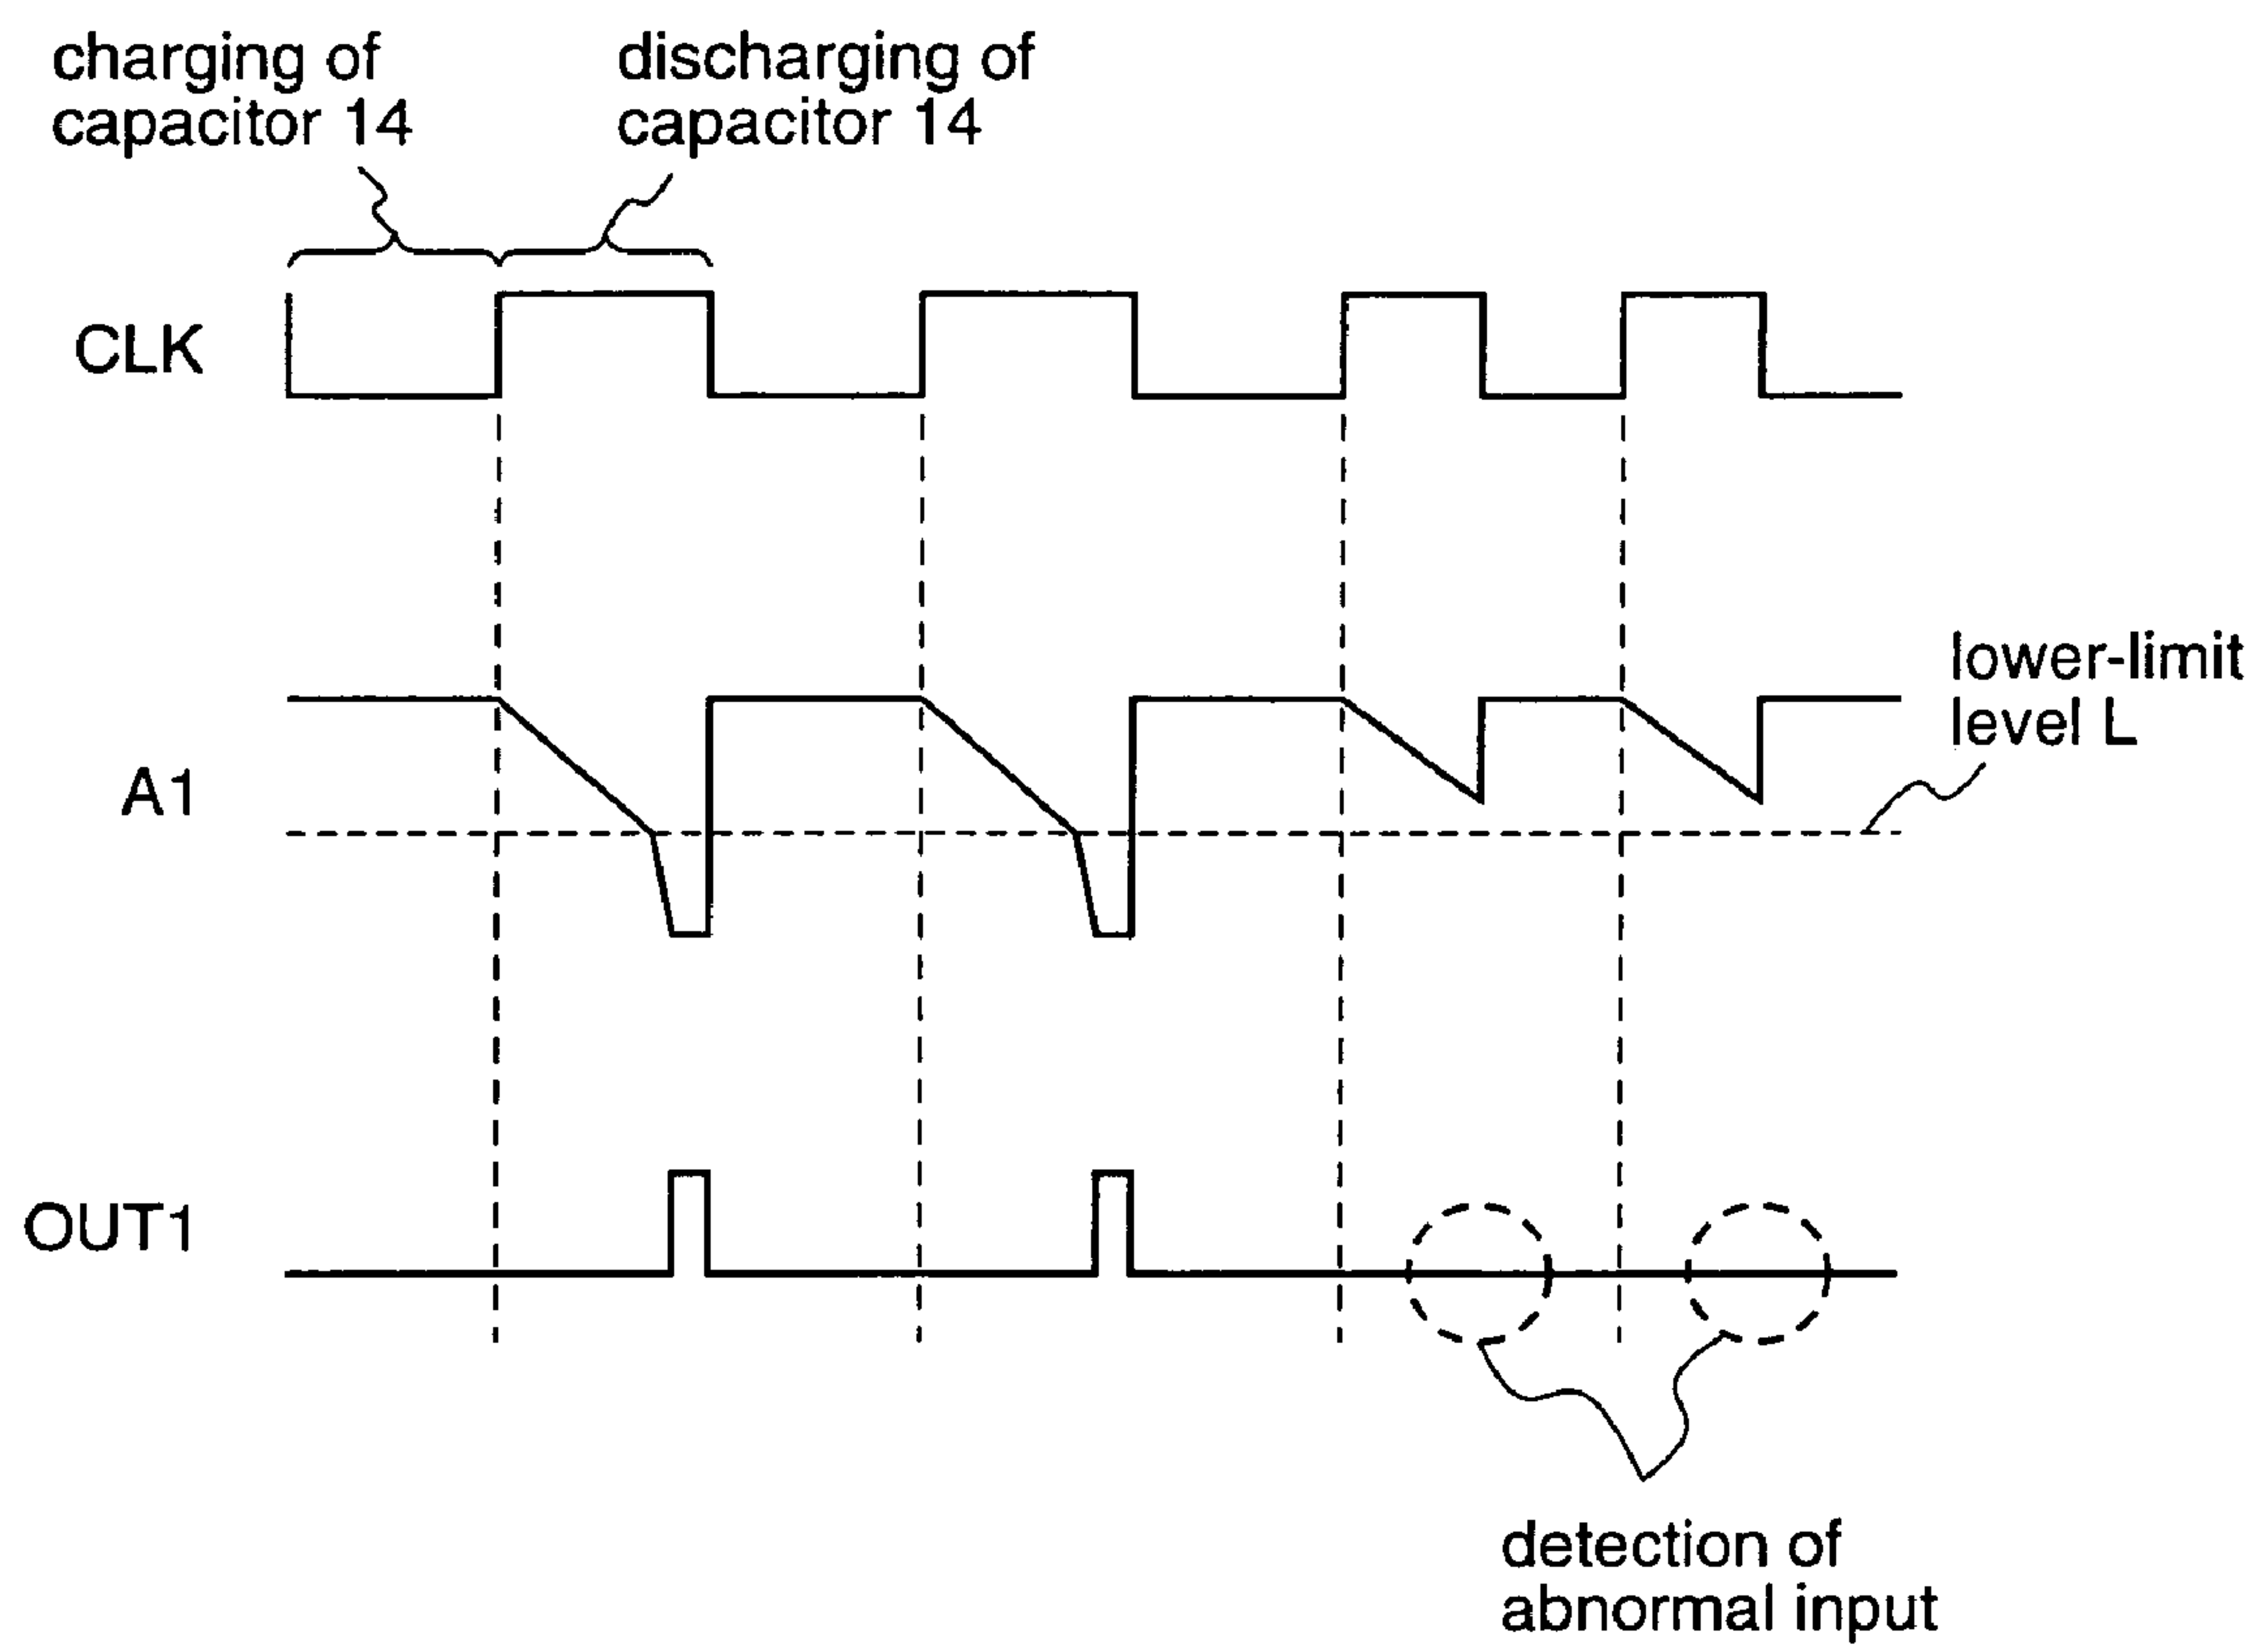 charging of
capacitor 14
discharging of
capacitor 14
CLK
lower-limit
level L
A1
OUT1
detection of
abnormal input